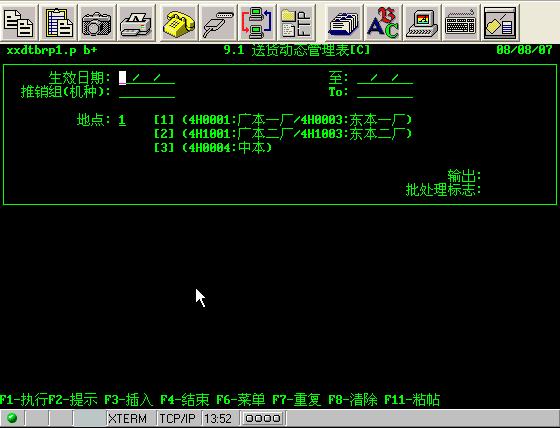 xxdtbrp1.p b+ 9.1 送货动态管理表[C] 08/08/07
生效日期: / / 至: / /
推销组(机种): To:
地点: 1 [1] (4H0001:广本一厂/4H0003:东本一厂)
[2] (4H1001:广本二厂/4H1003:东本二厂)
[3] (4H0004:中本)
输出:
批处理标志:
F1-执行F2-提示 F3-插入 F4-结束 F6-菜单 F7-重复 F8-清除 F11-粘帖
XTERM TCP/IP 13:52